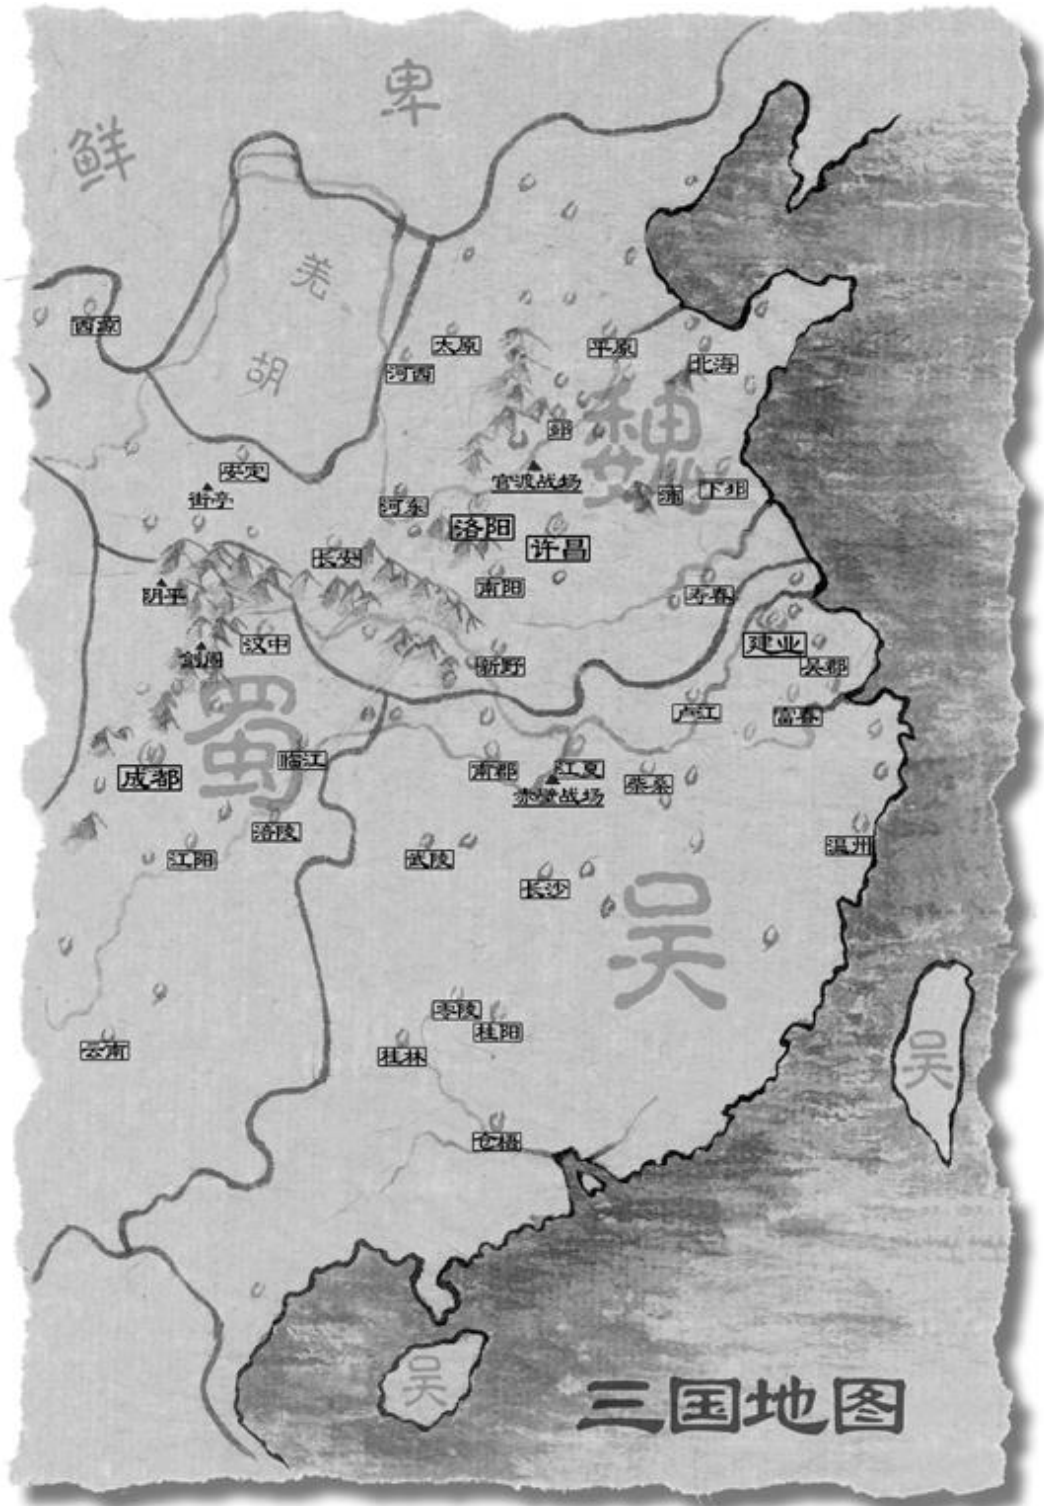 卑
鲜
羌
胡
西凉
太原
平原
河西
北海
魏
邺
安定
官渡战场
下邳
街亭
河东
洛阳
许昌
长安
南阳
寿春
阴平
汉中
建业
剑阁
新野
吴郡
蜀
卢江
富春
临江
成都
南郡
江夏
柴桑
赤壁战场
涪陵
温州
江阳
武陵
长沙
吴
零陵
桂阳
云南
桂林
吴
仓梧
吴
三国地图